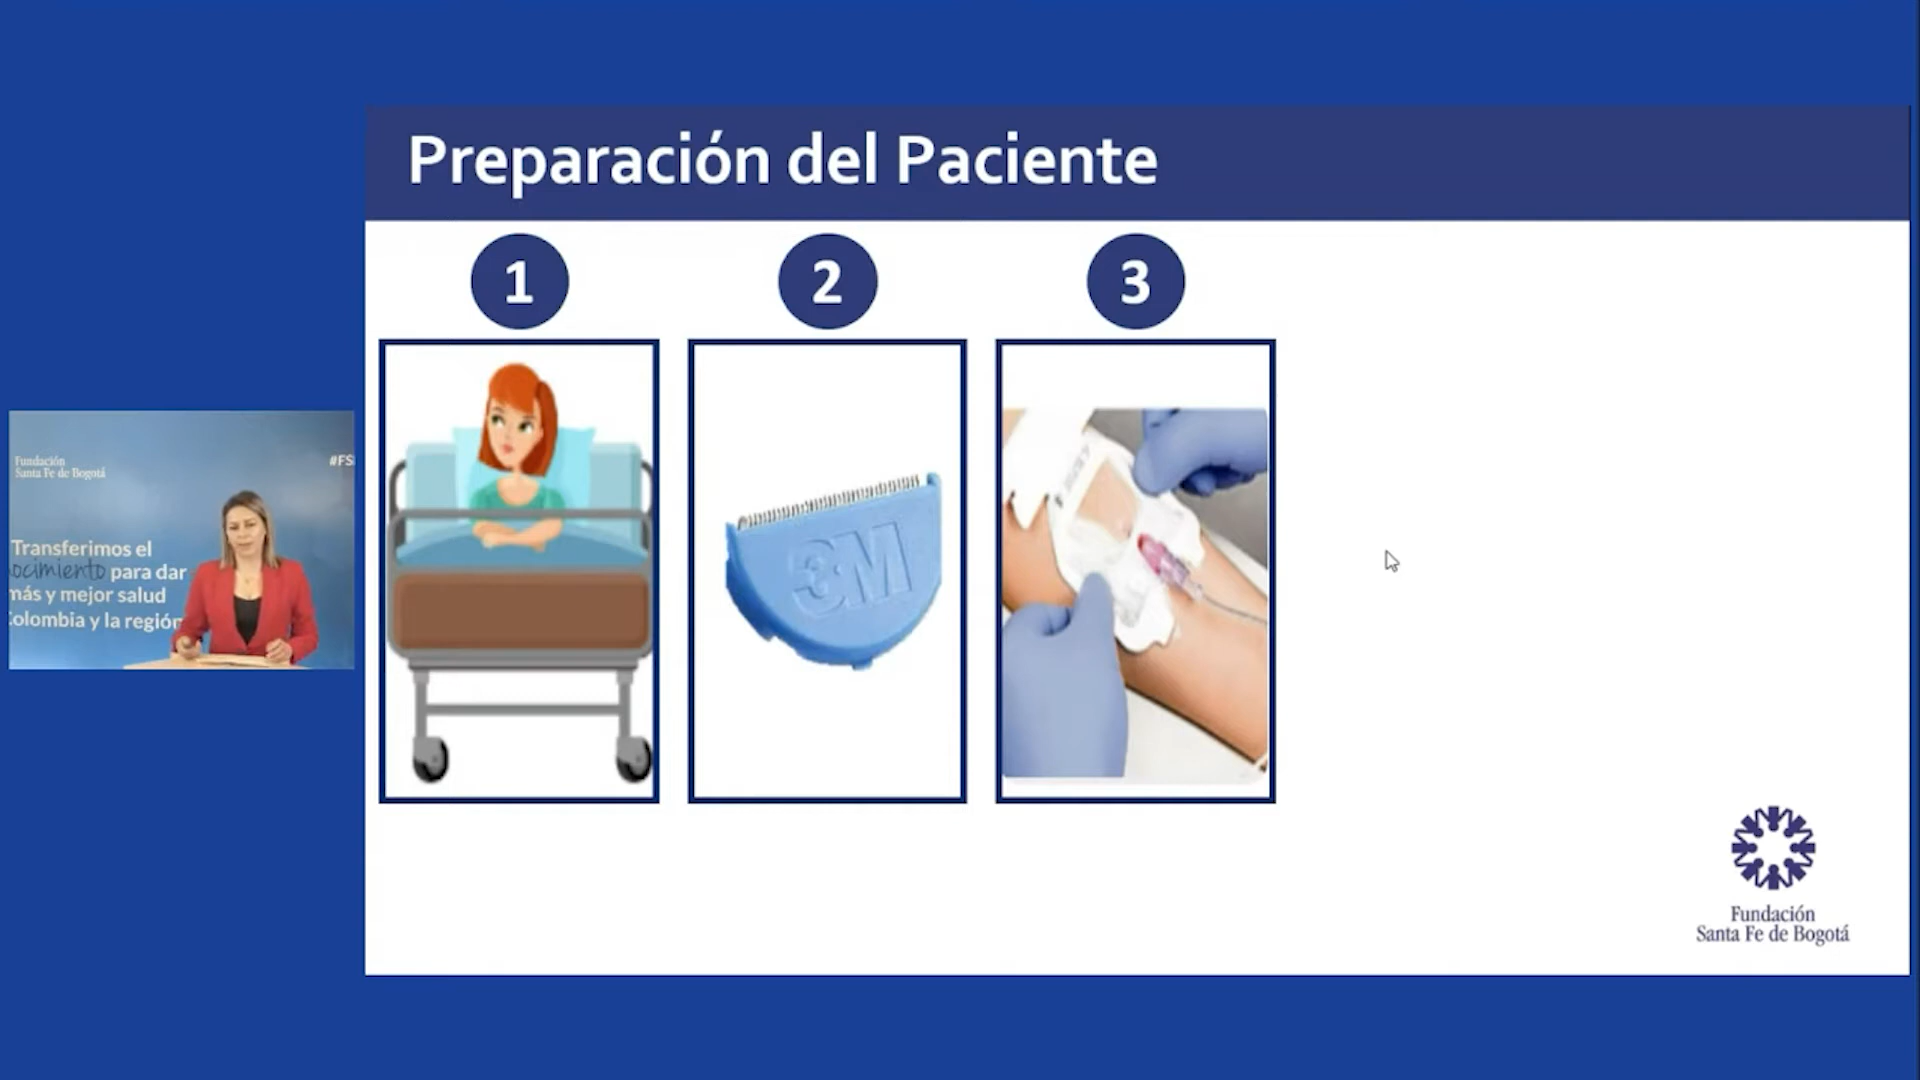 Preparación del Paciente
1
2
3
3M
Fundación
Santa Fe de Bogotá
#FS
Transferimos el
ocimiento para dar
más y mejor salud
Colombia y la región
Fundación
Santa Fe de Bogotá